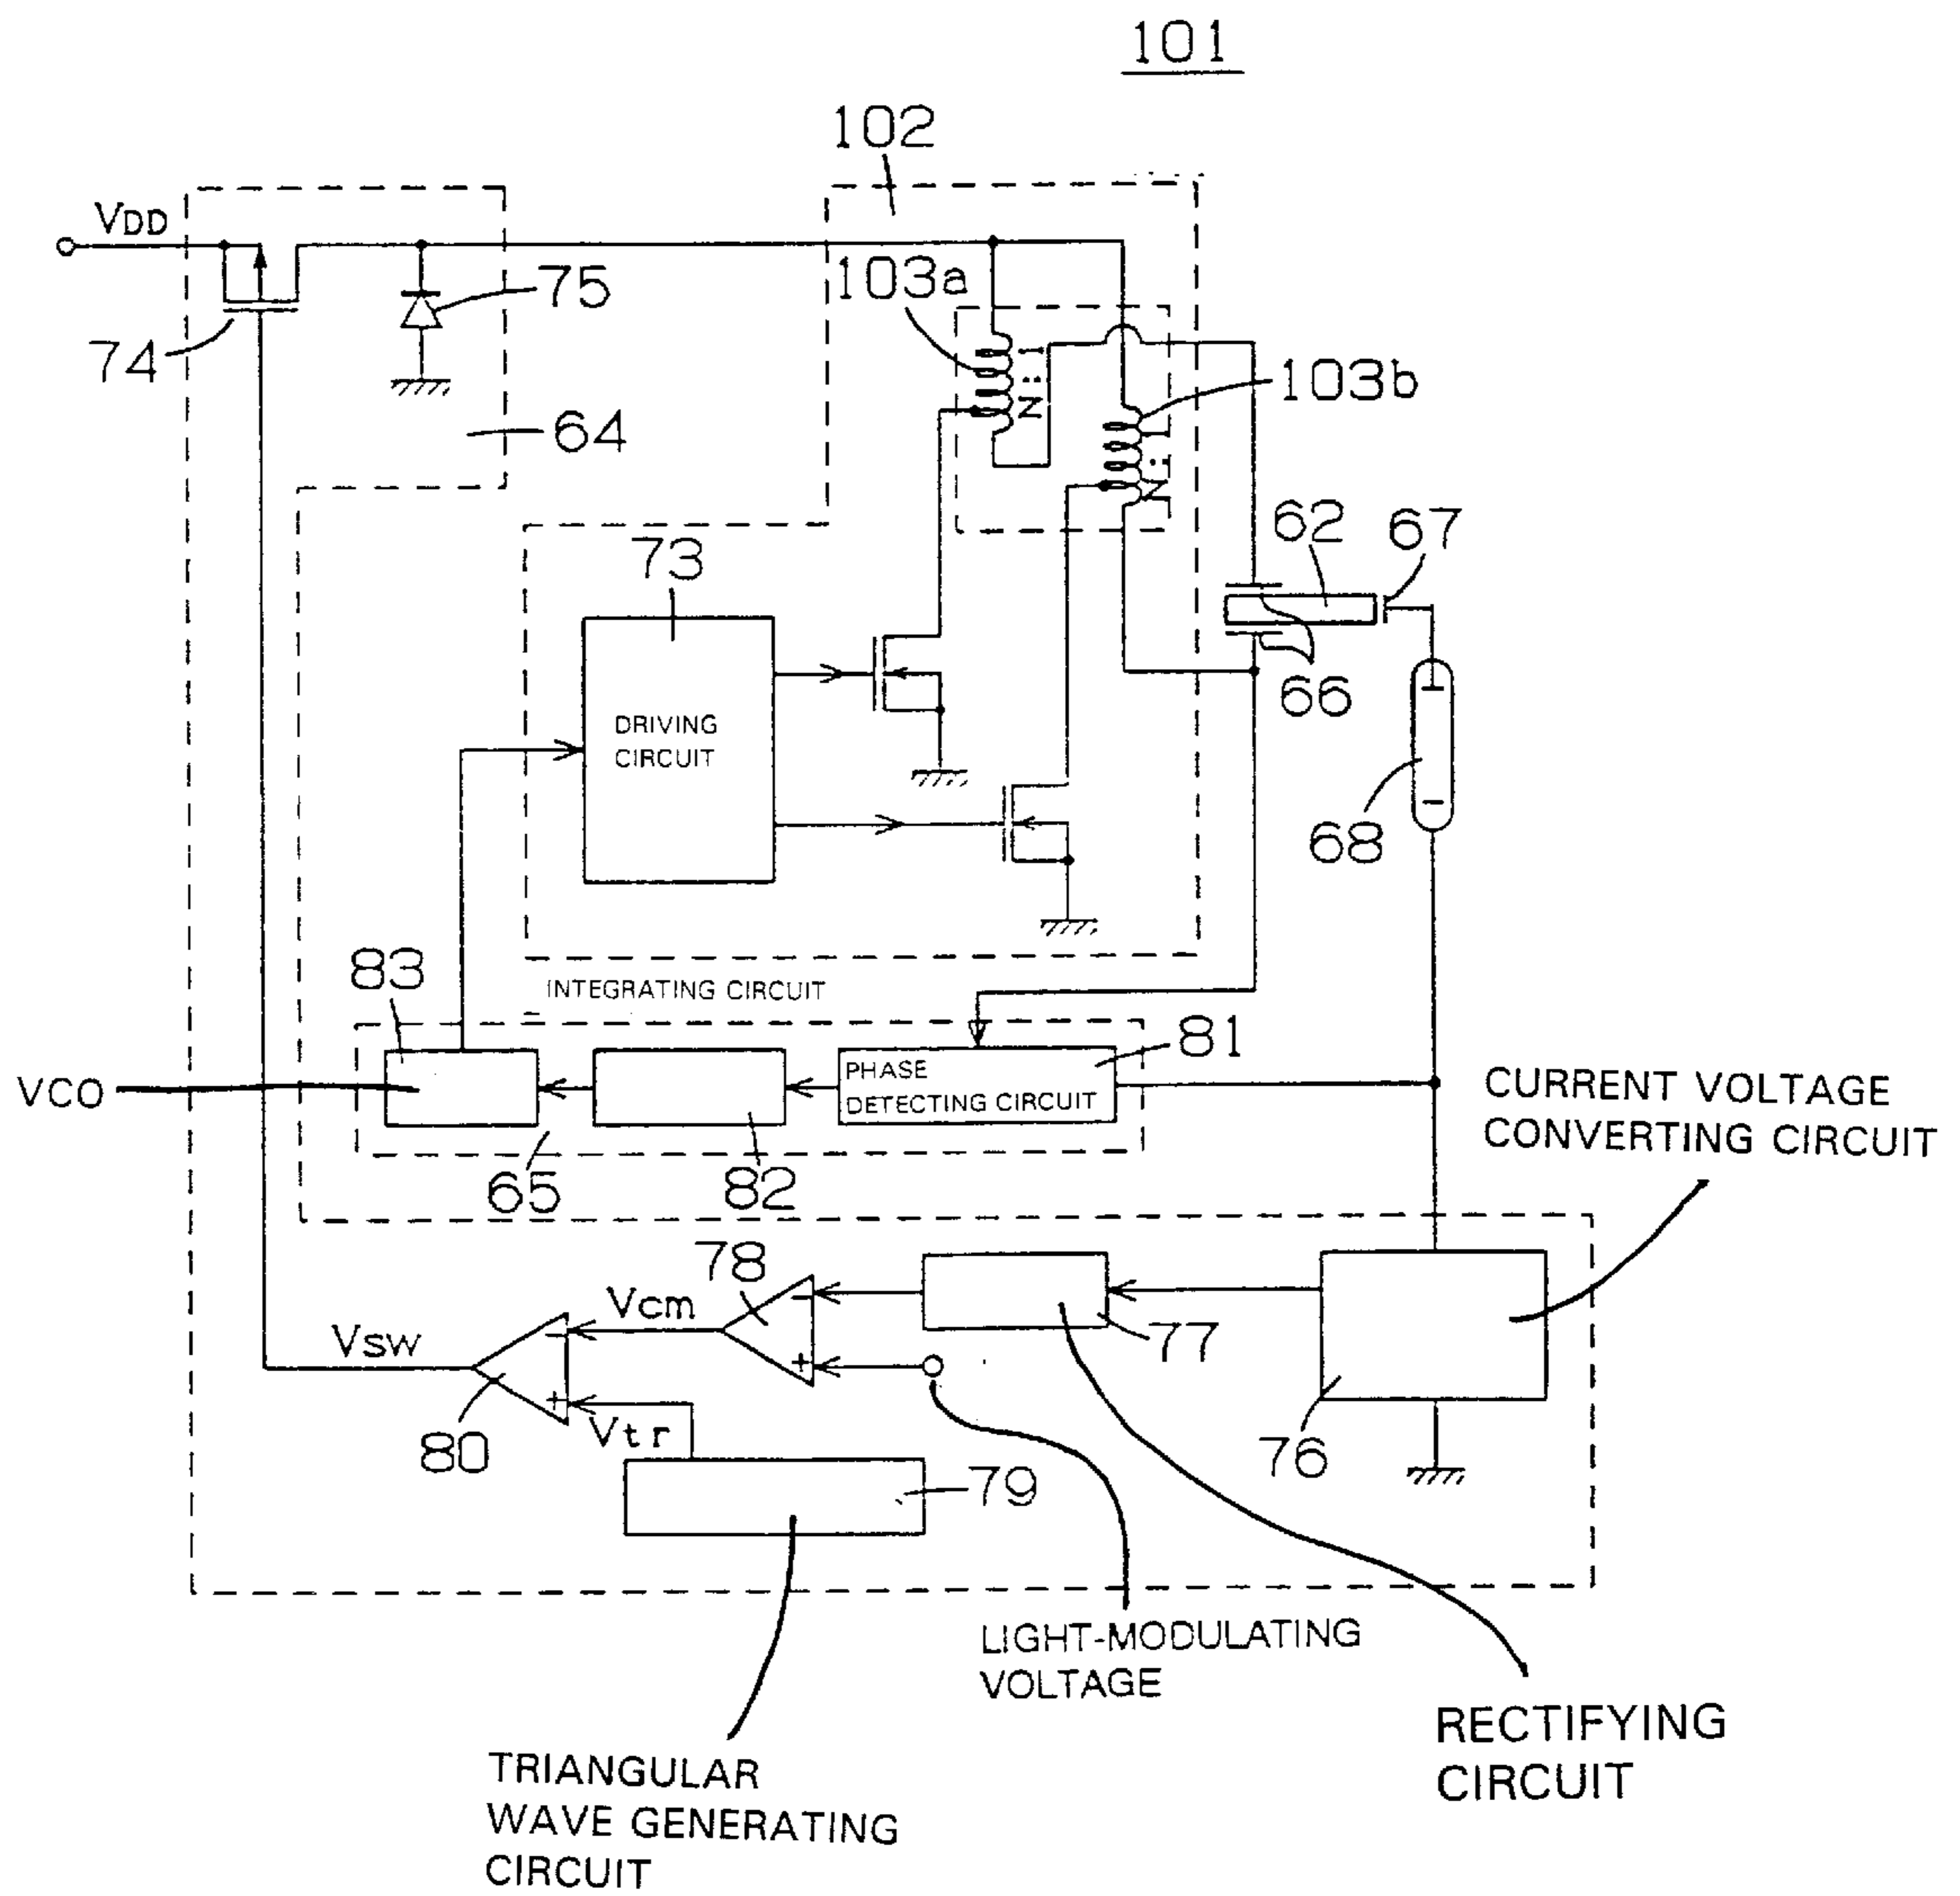 101
102
VDD
103a
75
74
103b
64
62
67
73
66
DRIVING
CIRCUIT
68
83
INTEGRATING CIRCUIT
81
VCO
PHASE
DETECTING CIRCUIT
CURRENT VOLTAGE
CONVERTING CIRCUIT
65
82
78
Vcm
Vsw
77
80
Vtr
76
79
LIGHT-MODULATING
VOLTAGE
RECTIFYING
CIRCUIT
TRIANGULAR
WAVE GENERATING
CIRCUIT
N:1
N:1
−
+
−
+